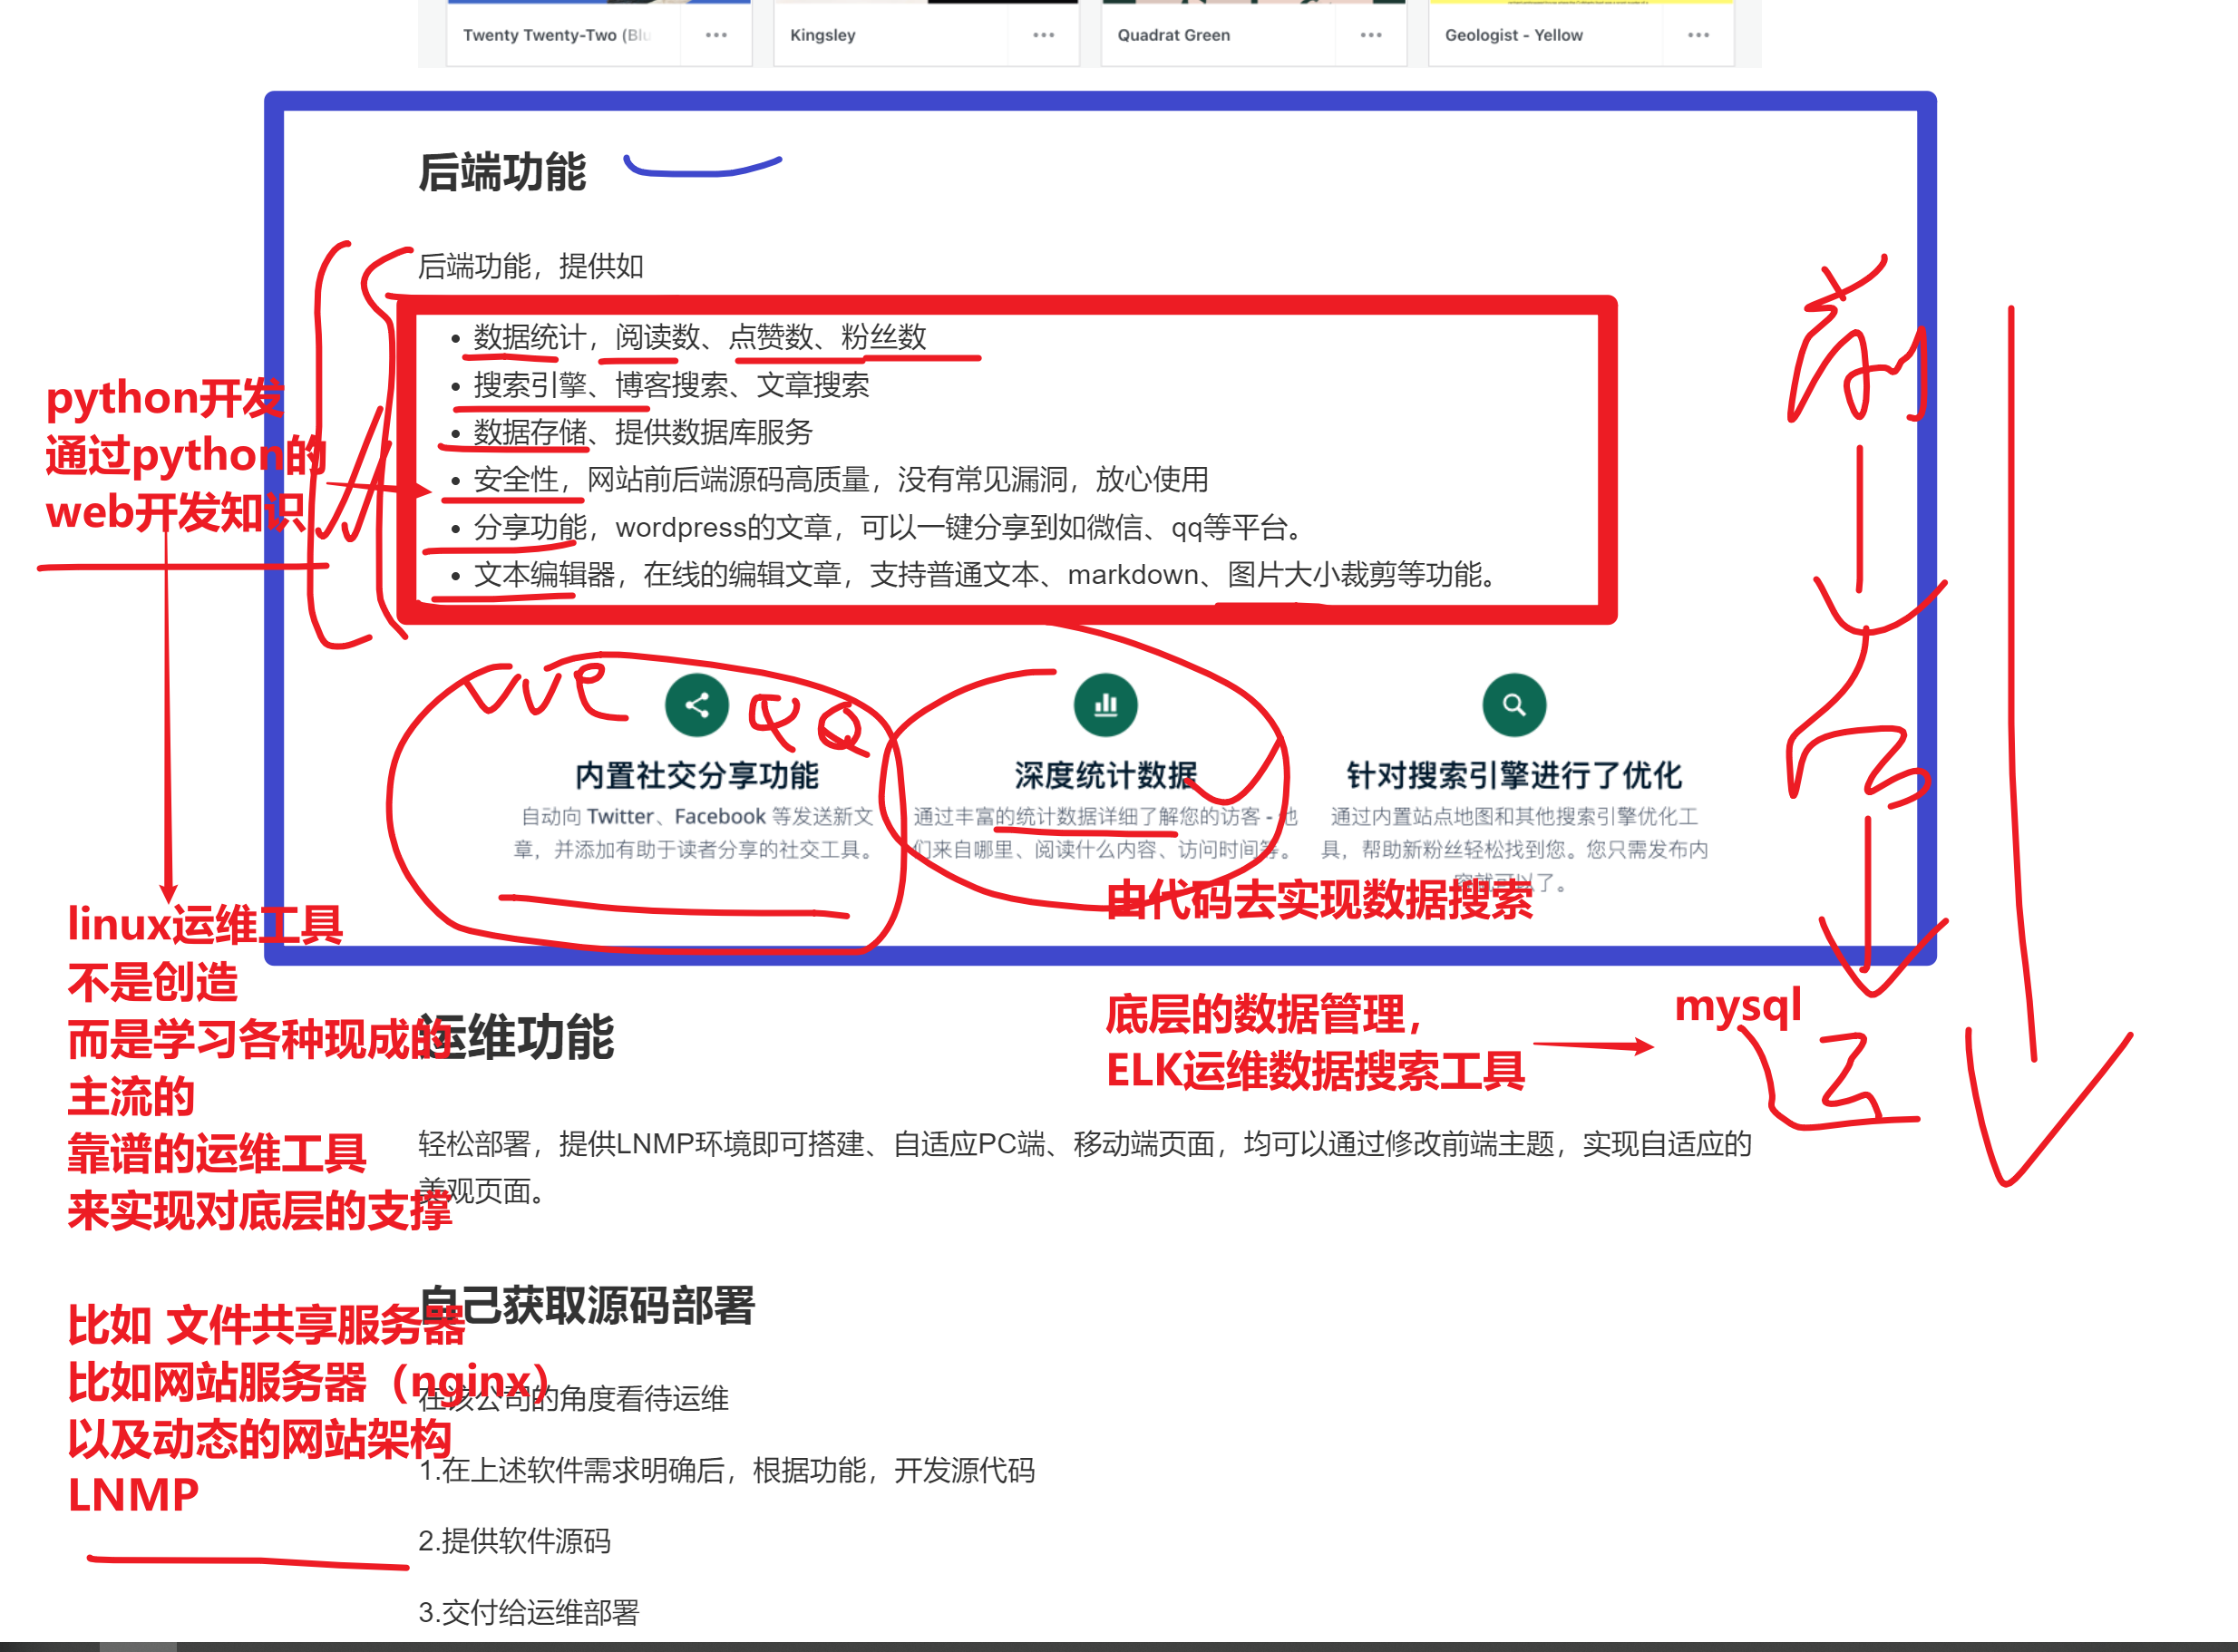 Twenty Twenty-Two (Blu
Kingsley
Quadrat Green
Geologist - Yellow
后端功能
后端功能，提供如
数据统计，阅读数、点赞数、粉丝数
搜索引擎、博客搜索、文章搜索
数据存储、提供数据库服务
安全性，网站前后端源码高质量，没有常见漏洞，放心使用
分享功能，wordpress的文章，可以一键分享到如微信、qq等平台。
文本编辑器，在线的编辑文章，支持普通文本、markdown、图片大小裁剪等功能。
python开发
通过python的
web开发知识
前
后
内置社交分享功能
自动向 Twitter、Facebook 等发送新文
章，并添加有助于读者分享的社交工具。
深度统计数据
通过丰富的统计数据详细了解您的访客 - 他
们来自哪里、阅读什么内容、访问时间等。
针对搜索引擎进行了优化
通过内置站点地图和其他搜索引擎优化工
具，帮助新粉丝轻松找到您。您只需发布内
容就可以了。
由代码去实现数据搜索
linux运维工具
不是创造
而是学习各种现成的
主流的
靠谱的运维工具
来实现对底层的支撑
底层的数据管理，
ELK运维数据搜索工具
mysql
运维功能
轻松部署，提供LNMP环境即可搭建、自适应PC端、移动端页面，均可以通过修改前端主题，实现自适应的
美观页面。
比如 文件共享服务器
比如网站服务器（nginx）
以及动态的网站架构
LNMP
自己获取源码部署
在该公司的角度看待运维
1.在上述软件需求明确后，根据功能，开发源代码
2.提供软件源码
3.交付给运维部署